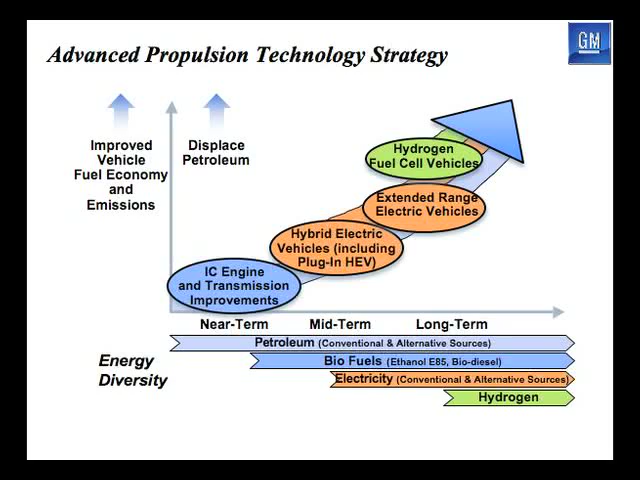 Advanced Propulsion Technology Strategy
GM
Improved
Vehicle
Fuel Economy
and
Emissions
Displace
Petroleum
Hydrogen
Fuel Cell Vehicles
Extended Range
Electric Vehicles
Hybrid Electric
Vehicles (including
Plug-In HEV)
IC Engine
and Transmission
Improvements
Near-Term
Mid-Term
Long-Term
Energy
Diversity
Petroleum (Conventional & Alternative Sources)
Bio Fuels (Ethanol E85, Bio-diesel)
Electricity (Conventional & Alternative Sources)
Hydrogen